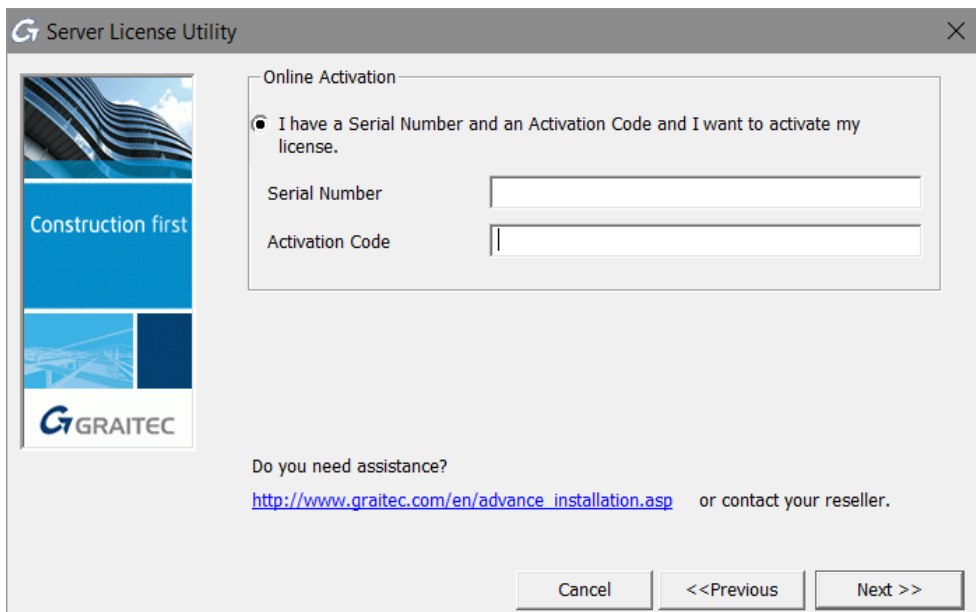 Server License Utility
Online Activation
I have a Serial Number and an Activation Code and I want to activate my
license.
Serial Number
Activation Code
Construction first
GRAITEC
Do you need assistance?
http://www.graitec.com/en/advance_installation.asp or contact your reseller.
Cancel <<Previous Next >>